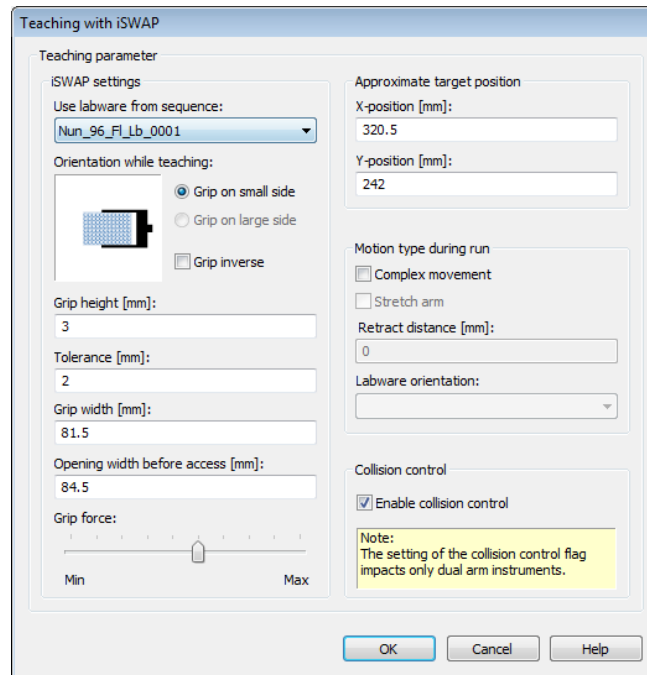 Teaching with iSWAP
Teaching parameter
iSWAP settings
Use labware from sequence:
Nun_96_Fl_Lb_0001
Orientation while teaching:
Grip on small side
Grip on large side
Grip inverse
Grip height [mm]:
3
Tolerance [mm]:
2
Grip width [mm]:
81.5
Opening width before access [mm]:
84.5
Grip force:
Min
Max
Approximate target position
X-position [mm]:
320.5
Y-position [mm]:
242
Motion type during run
Complex movement
Stretch arm
Retract distance [mm]:
0
Labware orientation:
Collision control
Enable collision control
Note:
The setting of the collision control flag
impacts only dual arm instruments.
OK
Cancel
Help